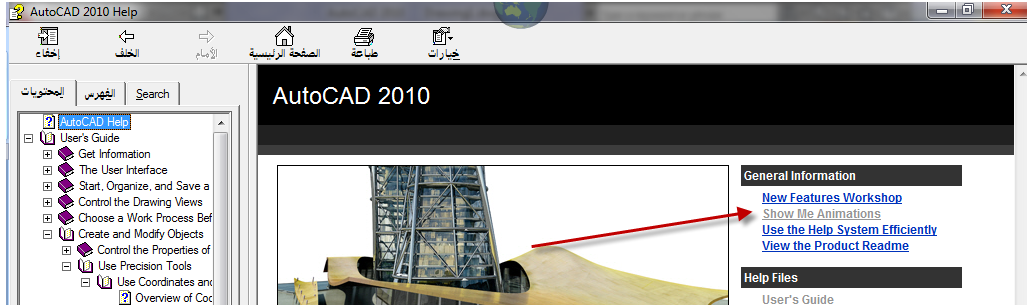 AutoCAD 2010 Help
إخفاء
الخلف
الأمام
الصفحة الرئيسية
طباعة
خيارات
المحتويات
الفهرس
Search
AutoCAD Help
User's Guide
Get Information
The User Interface
Start, Organize, and Save a
Control the Drawing Views
Choose a Work Process Bef
Create and Modify Objects
Control the Properties of
Use Precision Tools
Use Coordinates and
Overview of Coo
AutoCAD 2010
General Information
New Features Workshop
Show Me Animations
Use the Help System Efficiently
View the Product Readme
Help Files
User's Guide